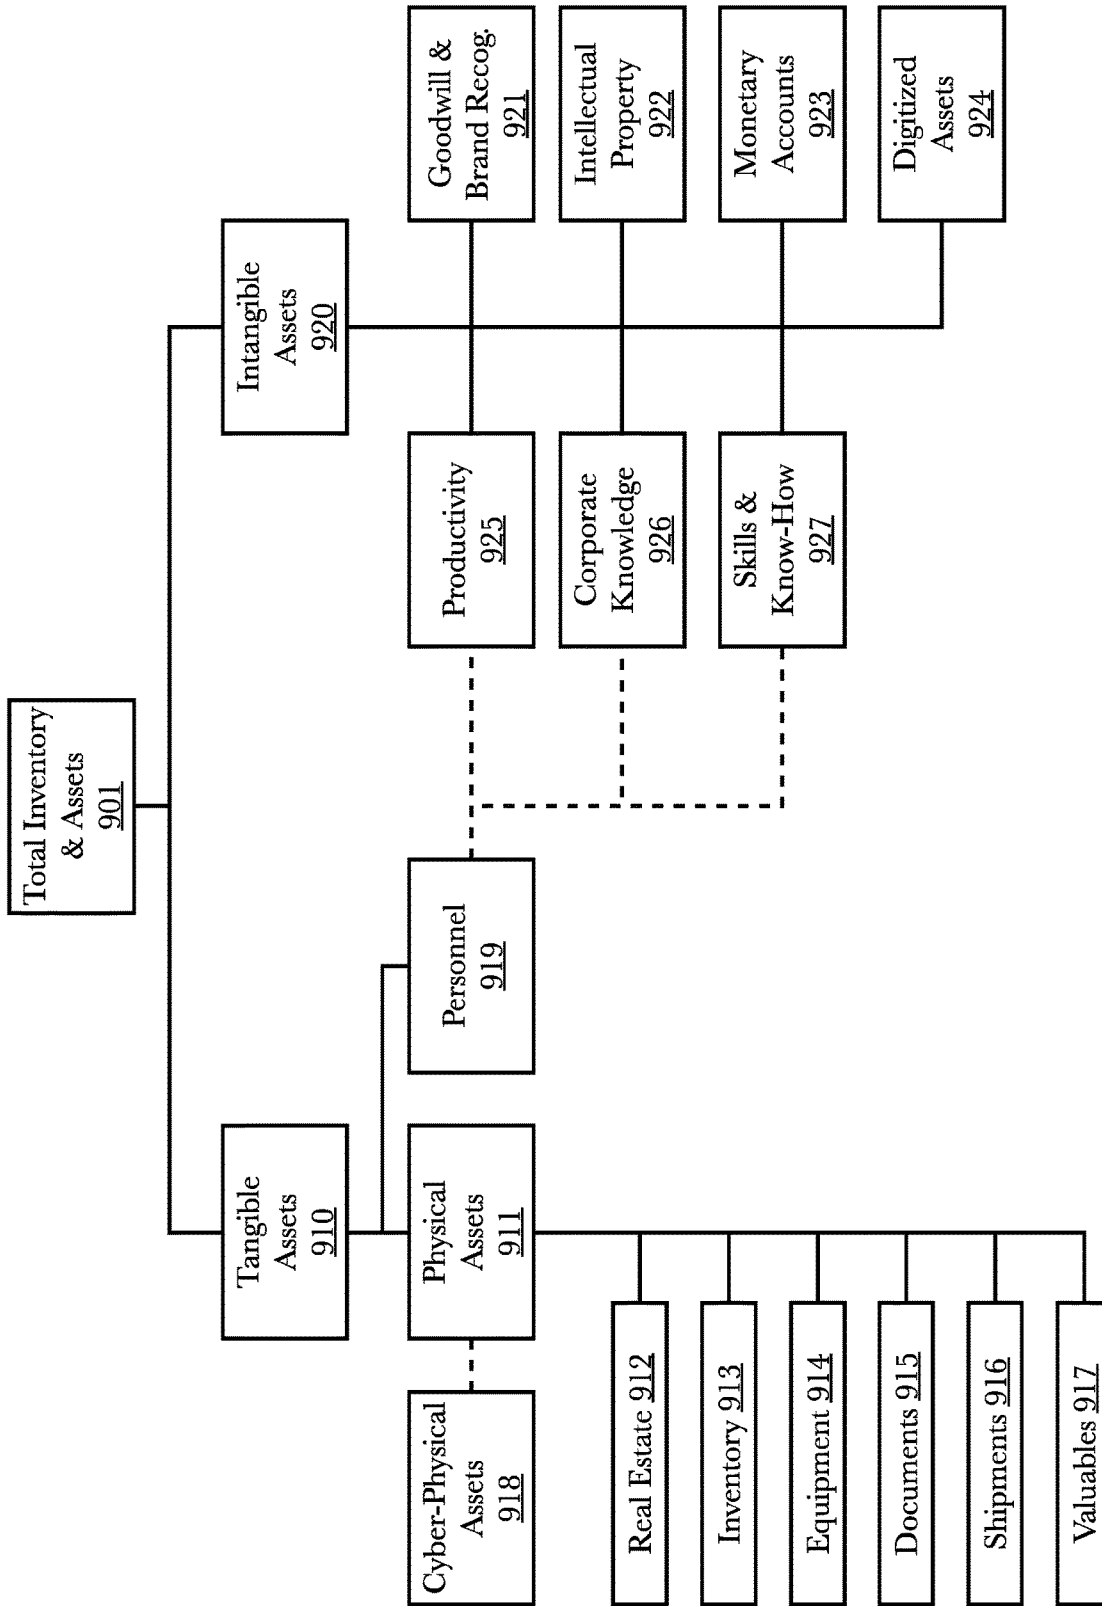 Total Inventory
& Assets
901
Tangible
Assets
910
Intangible
Assets
920
Cyber-Physical
Assets
918
Physical
Assets
911
Personnel
919
Productivity
925
Goodwill &
Brand Recog.
921
Corporate
Knowledge
926
Intellectual
Property
922
Skills &
Know-How
927
Monetary
Accounts
923
Digitized
Assets
924
Real Estate 912
Inventory 913
Equipment 914
Documents 915
Shipments 916
Valuables 917